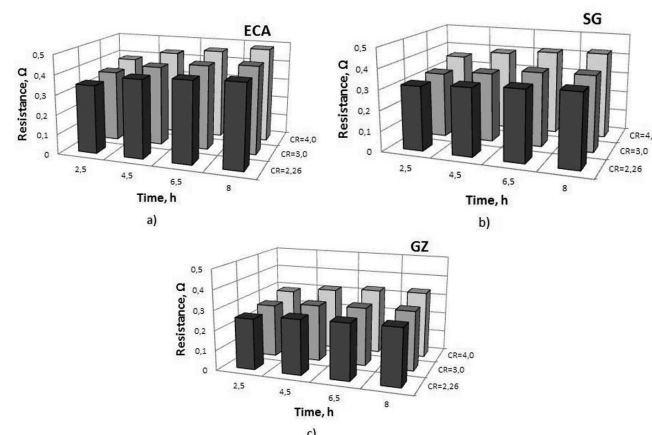 ECA
Resistance, Ω
0,5
0,4
0,3
0,2
0,1
0
2,5
4,5
6,5
8
CR=4,0
CR=3,0
CR=2,26
Time, h
a)
SG
Resistance, Ω
0,5
0,4
0,3
0,2
0,1
0
2,5
4,5
6,5
8
CR=4,
CR=3,0
CR=2,26
Time, h
b)
GZ
Resistance, Ω
0,5
0,4
0,3
0,2
0,1
0
2,5
4,5
6,5
8
CR=4,0
CR=3,0
CR=2,26
Time, h
c)